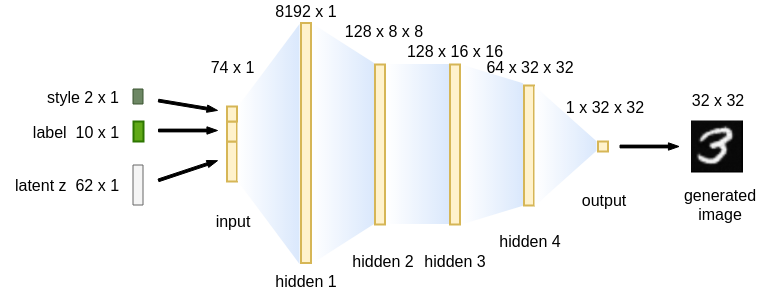 8192 x 1
128 x 8 x 8
128 x 16 x 16
74 x 1
64 x 32 x 32
style 2 x 1
1 x 32 x 32
32 x 32
label 10 x 1
latent z 62 x 1
input
output
generated
image
hidden 4
hidden 2
hidden 3
hidden 1